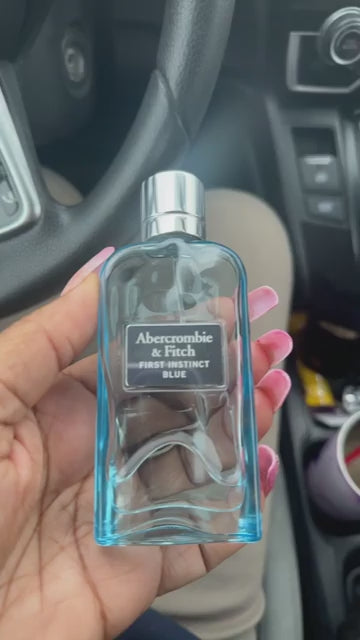 Abercrombie
& Fitch
FIRST INSTINCT
BLUE